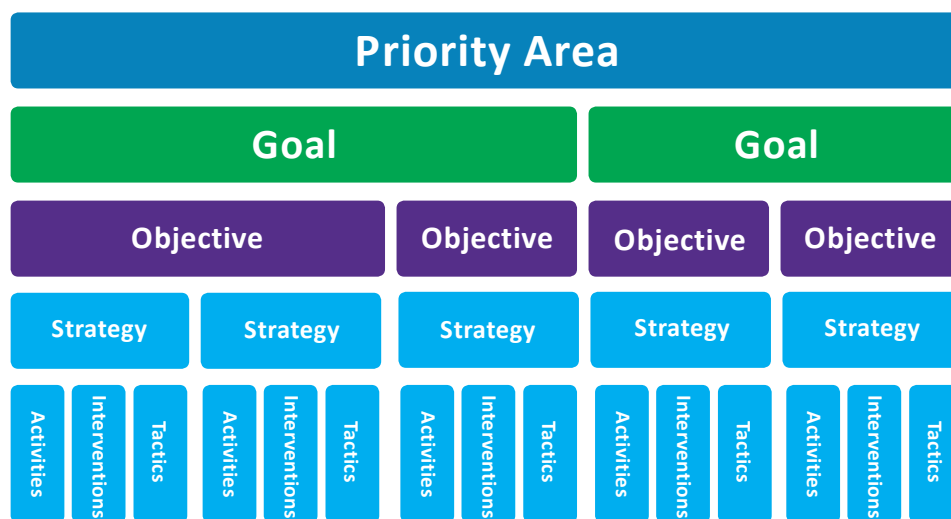 Priority Area
Goal
Goal
Objective
Objective
Objective
Objective
Strategy
Strategy
Strategy
Strategy
Strategy
Activities
Interventions
Tactics
Activities
Interventions
Tactics
Activities
Interventions
Tactics
Activities
Interventions
Tactics
Activities
Interventions
Tactics